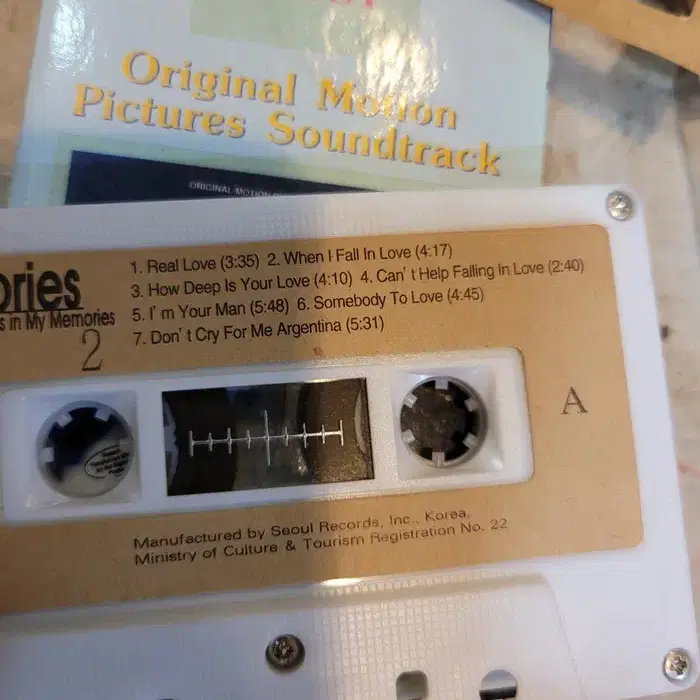 Original Motion
Pictures Soundtrack
ORIGINAL MOTION
ories
s in My Memories
2
1. Real Love (3:35) 2. When I Fall In Love (4:17)
3. How Deep Is Your Love (4:10) 4. Can't Help Falling In Love (2:40)
5. I'm Your Man (5:48) 6. Somebody To Love (4:45)
7. Don't Cry For Me Argentina (5:31)
A
Manufactured by Seoul Records, Inc., Korea.
Ministry of Culture & Tourism Registration No. 22